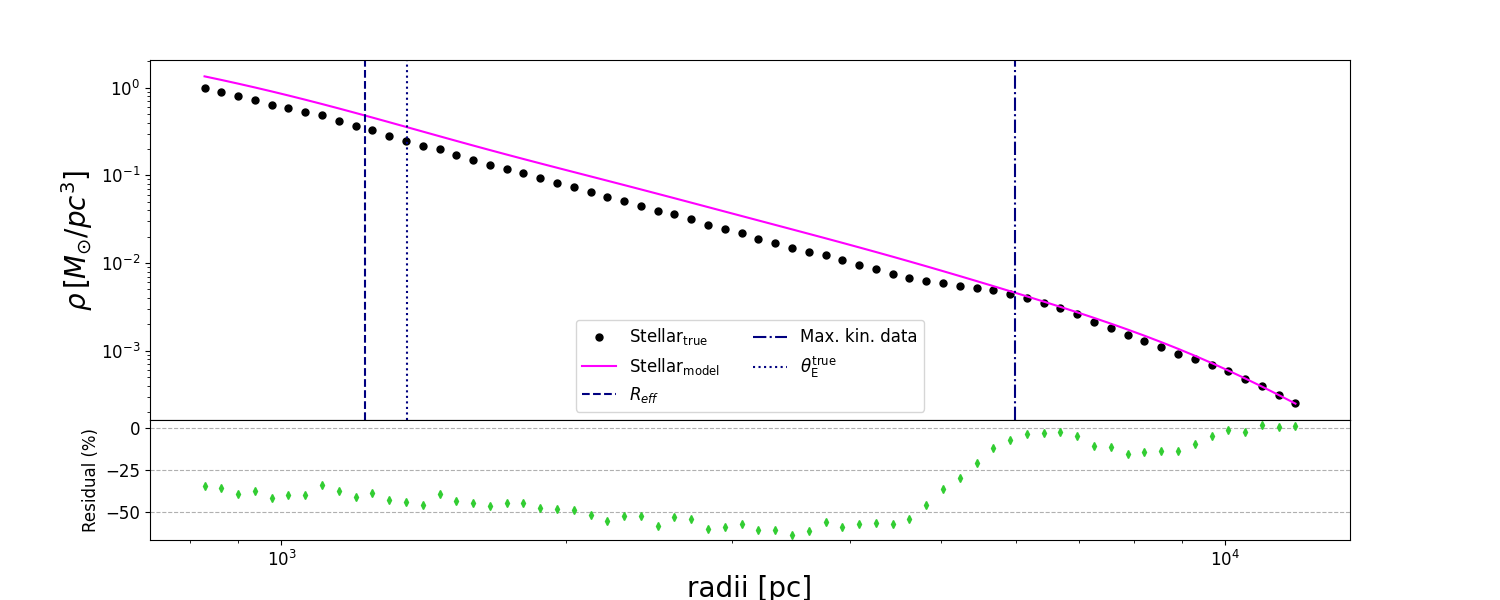 10⁰
10⁻¹
10⁻²
10⁻³
ρ [M⊙/pc³]
Stellar_true
Stellar_model
R_eff
Max. kin. data
θ_E^true
0
−25
−50
Residual (%)
10³
10⁴
radii [pc]